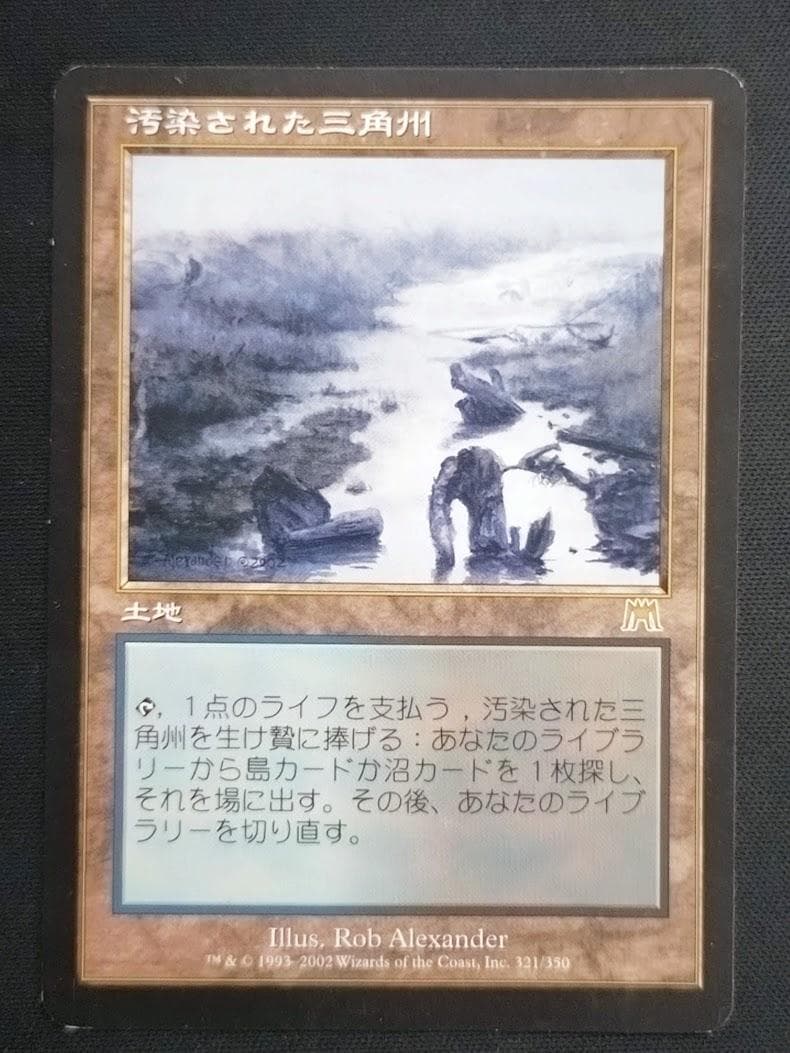 汚染された三角州
Alexander ©2002
土地
, 1点のライフを支払う , 汚染された三
角州を生け贄に捧げる：あなたのライブラ
リーから島カードか沼カードを1枚探し、
それを場に出す。その後、あなたのライブ
ラリーを切り直す。
Illus. Rob Alexander
™ & © 1993-2002 Wizards of the Coast, Inc. 321/350